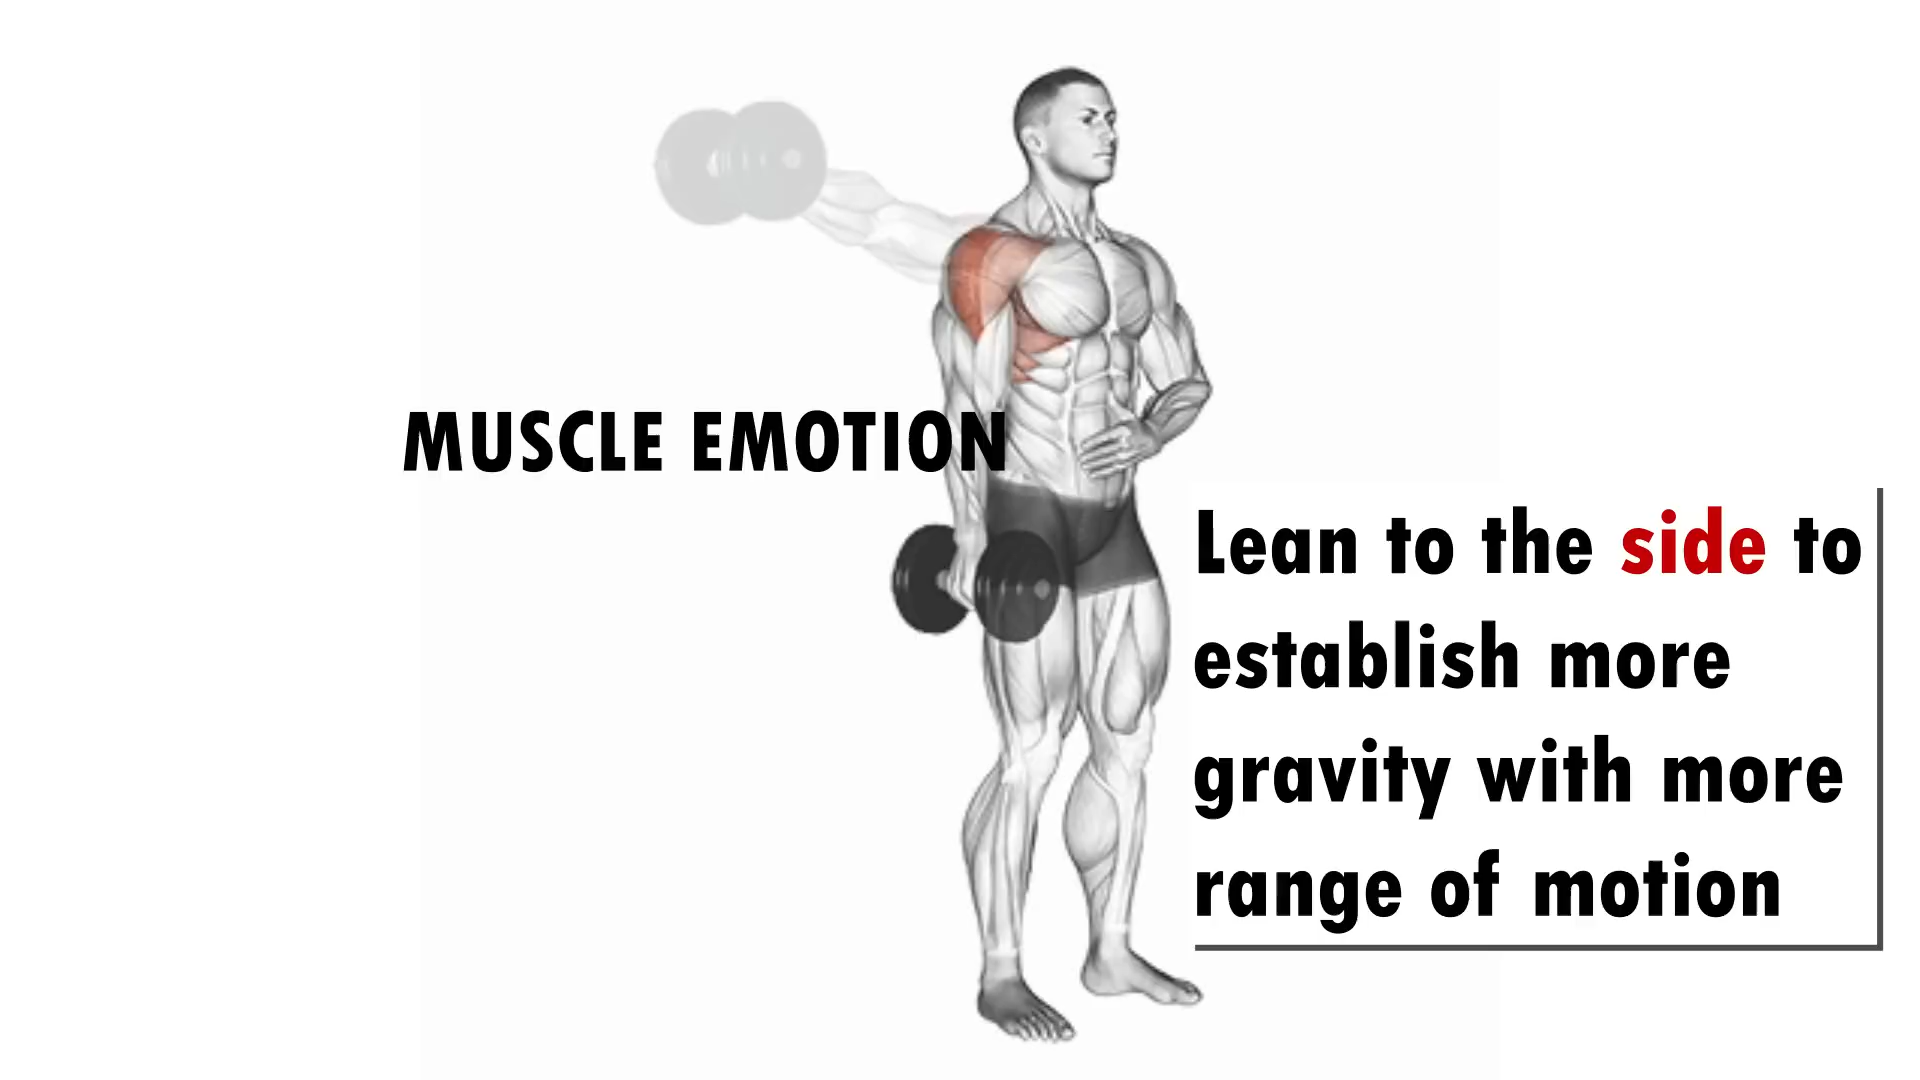 MUSCLE EMOTION
Lean to the side to
establish more
gravity with more
range of motion